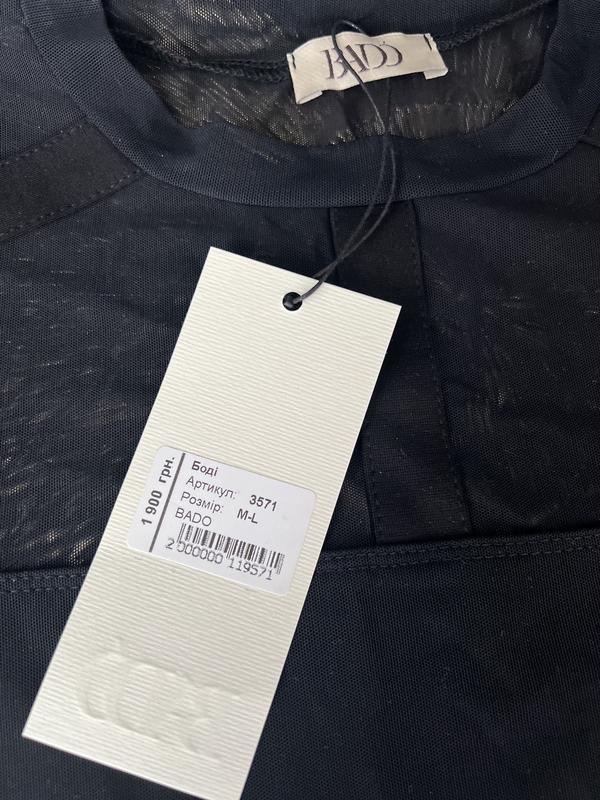 BADO
1 900 грн.
Боді
Артикул: 3571
Розмір: M-L
BADO
2 000000 119571